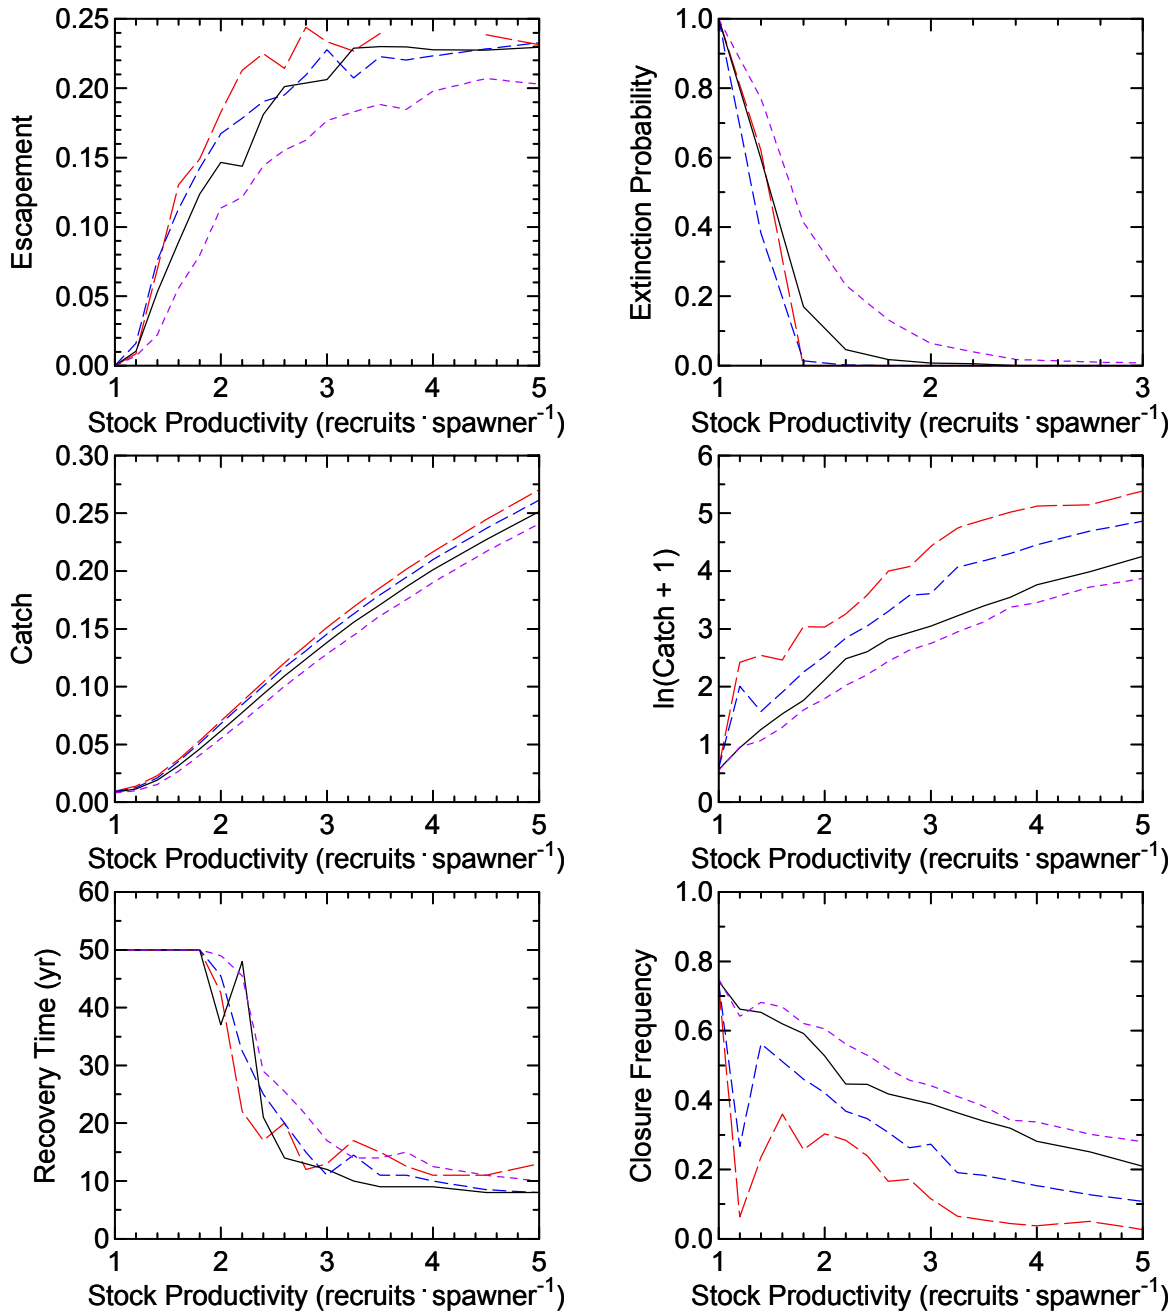 0.25
0.20
0.15
0.10
0.05
0.00
Escapement
1 2 3 4 5
Stock Productivity (recruits·spawner⁻¹)
1.0
0.8
0.6
0.4
0.2
0.0
Extinction Probability
1 2 3
Stock Productivity (recruits·spawner⁻¹)
0.30
0.25
0.20
0.15
0.10
0.05
0.00
Catch
1 2 3 4 5
Stock Productivity (recruits·spawner⁻¹)
6
5
4
3
2
1
0
ln(Catch + 1)
1 2 3 4 5
Stock Productivity (recruits·spawner⁻¹)
60
50
40
30
20
10
0
Recovery Time (yr)
1 2 3 4 5
Stock Productivity (recruits·spawner⁻¹)
1.0
0.8
0.6
0.4
0.2
0.0
Closure Frequency
1 2 3 4 5
Stock Productivity (recruits·spawner⁻¹)